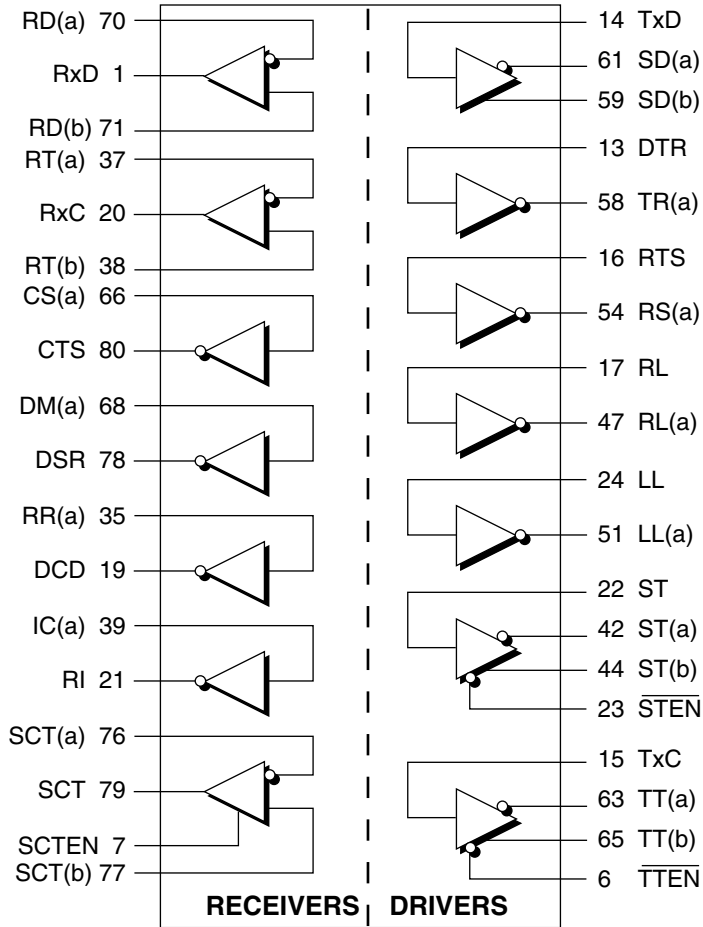 RD(a) 70
RxD 1
RD(b) 71
RT(a) 37
RxC 20
RT(b) 38
CS(a) 66
CTS 80
DM(a) 68
DSR 78
RR(a) 35
DCD 19
IC(a) 39
RI 21
SCT(a) 76
SCT 79
SCTEN 7
SCT(b) 77
14 TxD
61 SD(a)
59 SD(b)
13 DTR
58 TR(a)
16 RTS
54 RS(a)
17 RL
47 RL(a)
24 LL
51 LL(a)
22 ST
42 ST(a)
44 ST(b)
23 S̅T̅E̅N̅
15 TxC
63 TT(a)
65 TT(b)
6 T̅T̅E̅N̅
RECEIVERS
DRIVERS